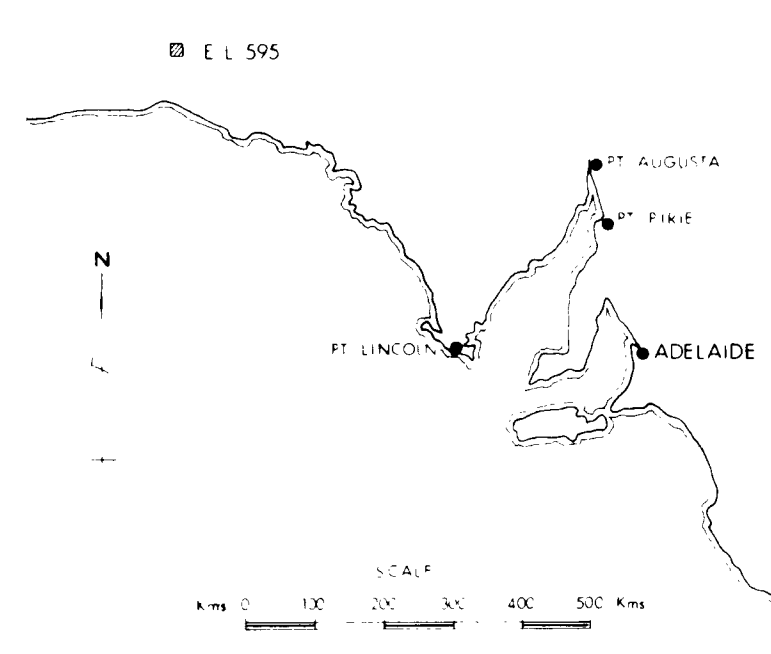 E L 595
PT. AUGUSTA
PT PIRIE
N
PT. LINCOLN
ADELAIDE
SCALE
Kms 0 100 200 300 400 500 Kms